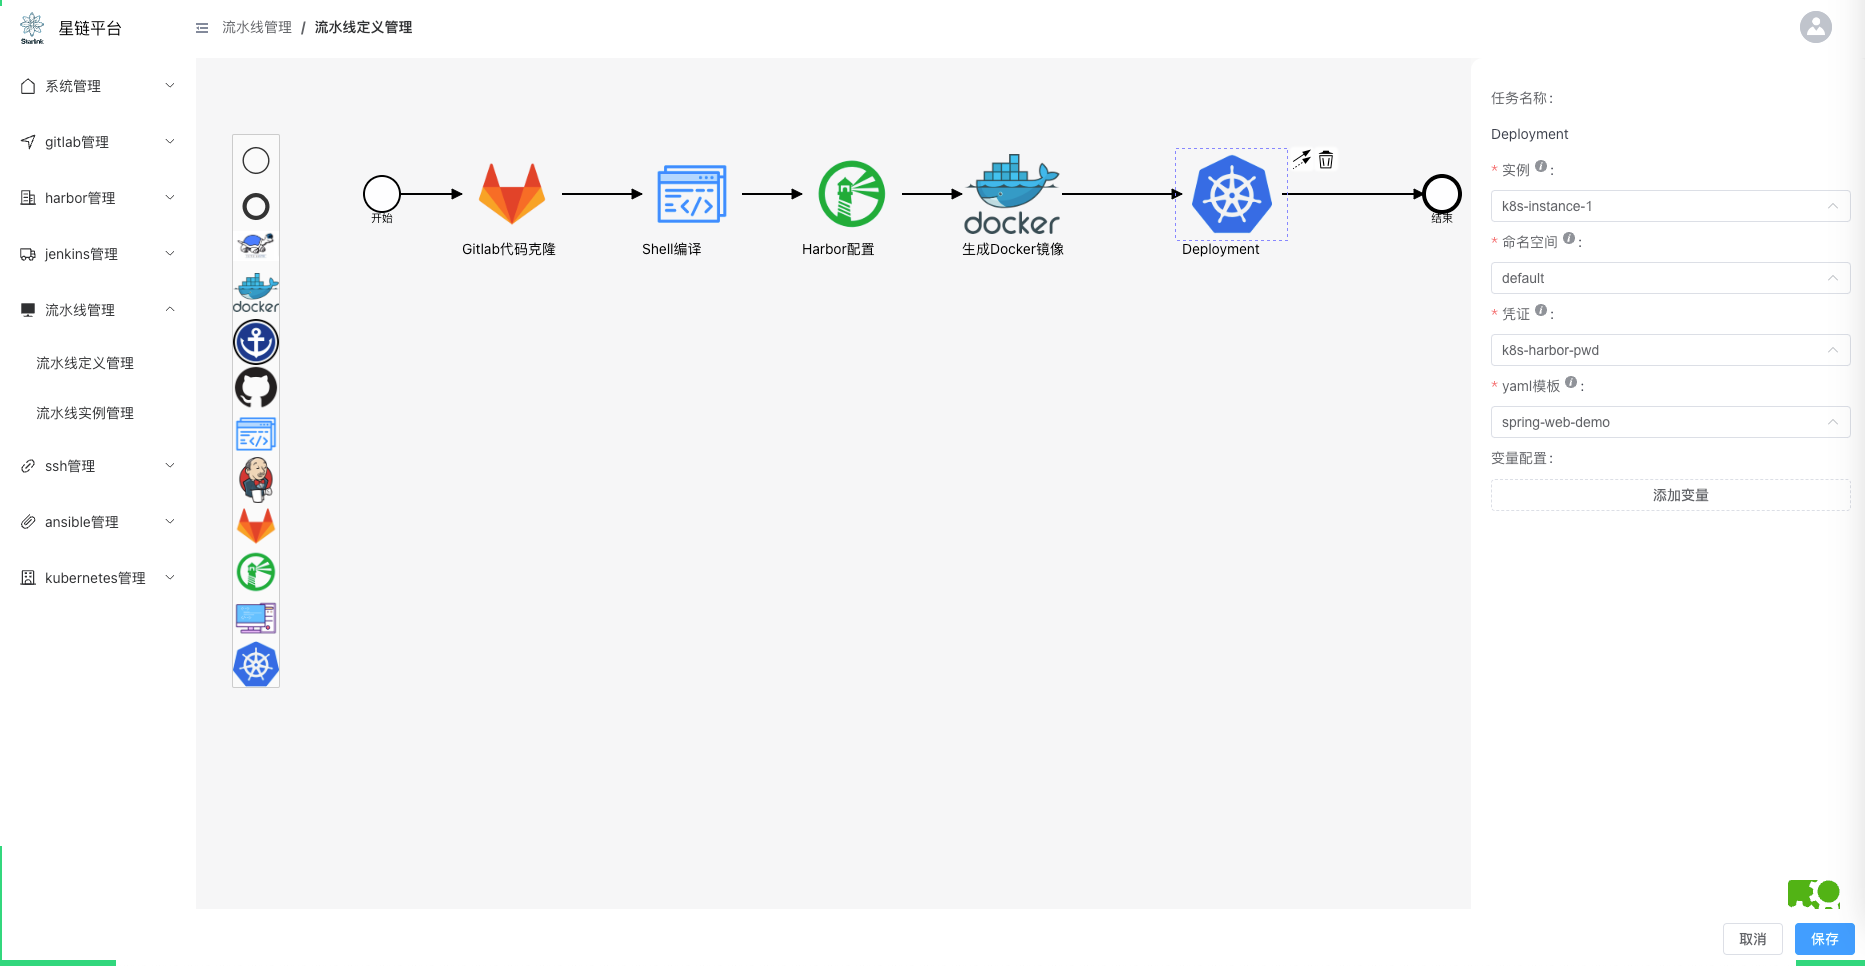 Starlink
星链平台
流水线管理 / 流水线定义管理
系统管理
gitlab管理
harbor管理
jenkins管理
流水线管理
流水线定义管理
流水线实例管理
ssh管理
ansible管理
kubernetes管理
docker
开始
Gitlab代码克隆
Shell编译
Harbor配置
docker
生成Docker镜像
Deployment
结束
任务名称:
Deployment
* 实例 i :
k8s-instance-1
* 命名空间 i :
default
* 凭证 i :
k8s-harbor-pwd
* yaml模板 i :
spring-web-demo
变量配置:
添加变量
取消
保存